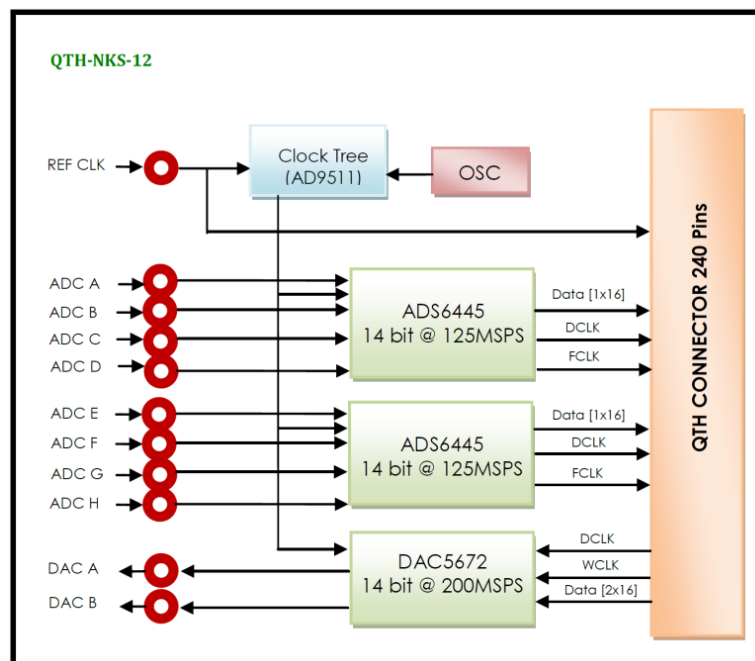 QTH-NKS-12
REF CLK
Clock Tree
(AD9511)
OSC
ADC A
ADC B
ADC C
ADC D
ADS6445
14 bit @ 125MSPS
Data [1x16]
DCLK
FCLK
ADC E
ADC F
ADC G
ADC H
ADS6445
14 bit @ 125MSPS
Data [1x16]
DCLK
FCLK
DAC A
DAC B
DAC5672
14 bit @ 200MSPS
DCLK
WCLK
Data [2x16]
QTH CONNECTOR 240 Pins